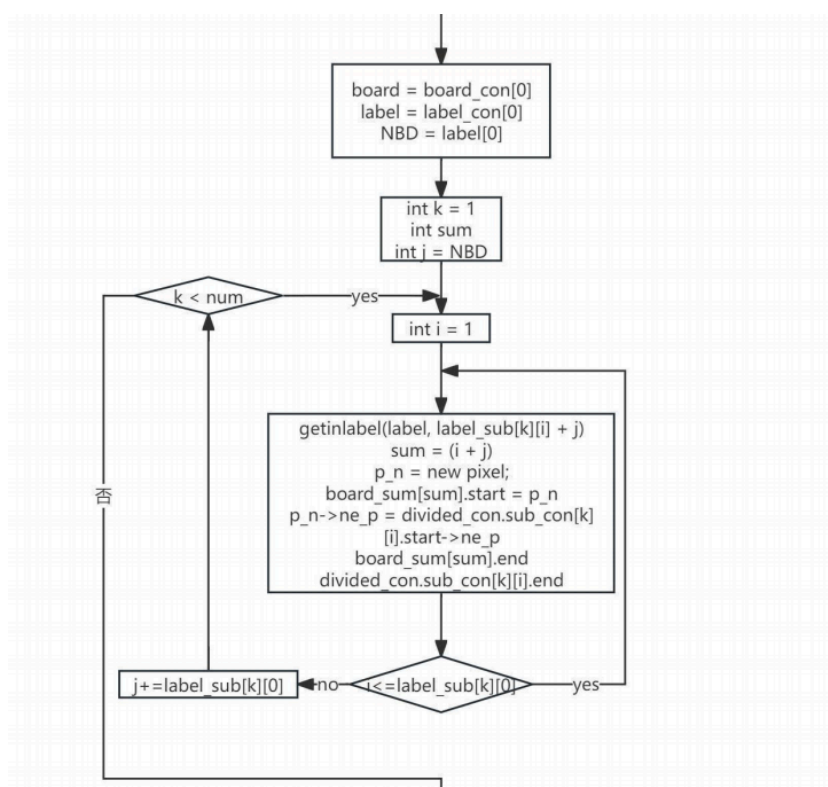 board = board_con[0]
label = label_con[0]
NBD = label[0]
int k = 1
int sum
int j = NBD
k < num
yes
int i = 1
getinlabel(label, label_sub[k][i] + j)
sum = (i + j)
p_n = new pixel;
board_sum[sum].start = p_n
p_n->ne_p = divided_con.sub_con[k]
[i].start->ne_p
board_sum[sum].end
divided_con.sub_con[k][i].end
否
j+=label_sub[k][0]
no
i<=label_sub[k][0]
yes